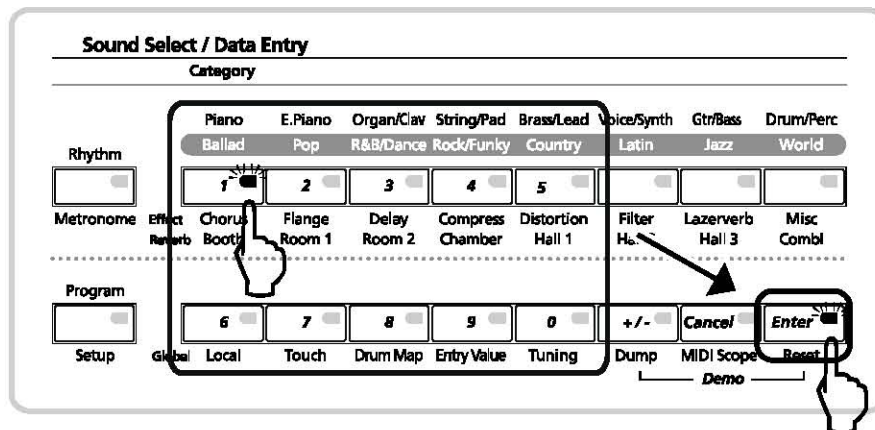 Sound Select / Data Entry
Category
Piano E.Piano Organ/Clav String/Pad Brass/Lead Voice/Synth Gtr/Bass Drum/Perc
Rhythm Ballad Pop R&B/Dance Rock/Funky Country Latin Jazz World
1 2 3 4 5
Metronome Effect Chorus Flange Delay Compress Distortion Filter Lazerverb Misc
Reverb Booth Room 1 Room 2 Chamber Hall 1 Hall 3 Combi
Program
6 7 8 9 0 +/- Cancel Enter
Setup Global Local Touch Drum Map Entry Value Tuning Dump MIDI Scope Reset
Demo